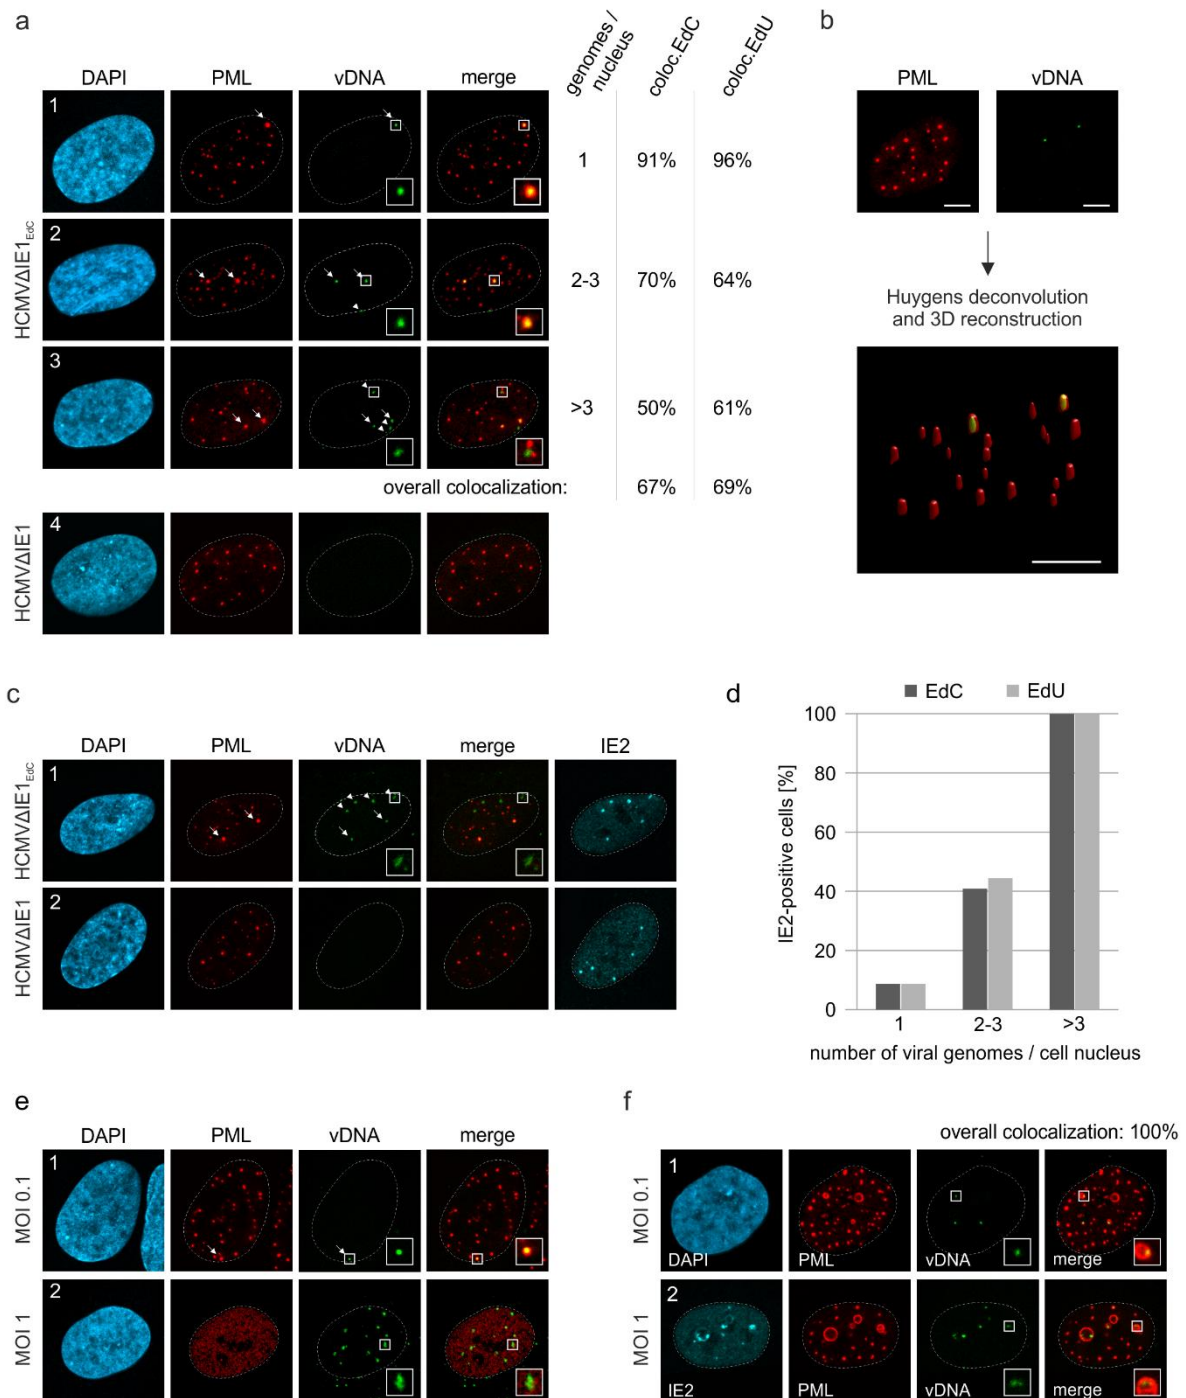 a
genomes / nucleus
coloc.EdC
coloc.EdU
DAPI PML vDNA merge
HCMVΔIE1EdC
1
1 91% 96%
2
2-3 70% 64%
3
>3 50% 61%
overall colocalization: 67% 69%
HCMVΔIE1
4
b
PML vDNA
Huygens deconvolution
and 3D reconstruction
c
DAPI PML vDNA merge IE2
HCMVΔIE1EdC
1
HCMVΔIE1
2
d
EdC EdU
IE2-positive cells [%]
100
80
60
40
20
0
1 2-3 >3
number of viral genomes / cell nucleus
e
DAPI PML vDNA merge
MOI 0.1
1
MOI 1
2
f
overall colocalization: 100%
MOI 0.1
1
DAPI PML vDNA merge
MOI 1
2
IE2 PML vDNA merge